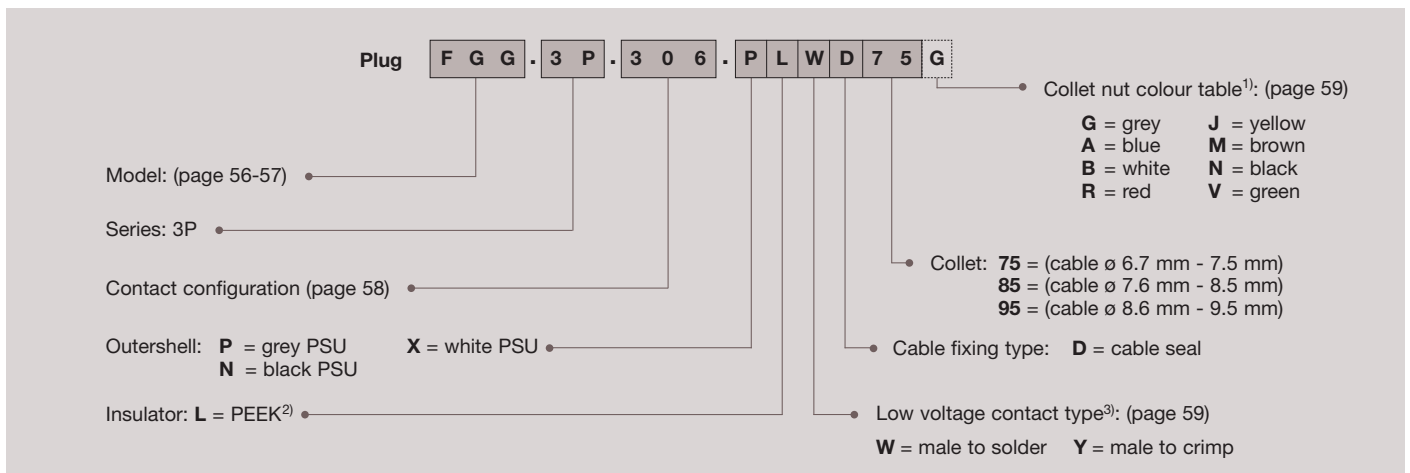 Plug F G G . 3 P . 3 0 6 . P L W D 7 5 G
Collet nut colour table1): (page 59)
G = grey J = yellow
A = blue M = brown
B = white N = black
R = red V = green
Model: (page 56-57)
Series: 3P
Collet: 75 = (cable ø 6.7 mm - 7.5 mm)
85 = (cable ø 7.6 mm - 8.5 mm)
95 = (cable ø 8.6 mm - 9.5 mm)
Contact configuration (page 58)
Outershell: P = grey PSU X = white PSU
N = black PSU
Cable fixing type: D = cable seal
Insulator: L = PEEK2)
Low voltage contact type3): (page 59)
W = male to solder Y = male to crimp